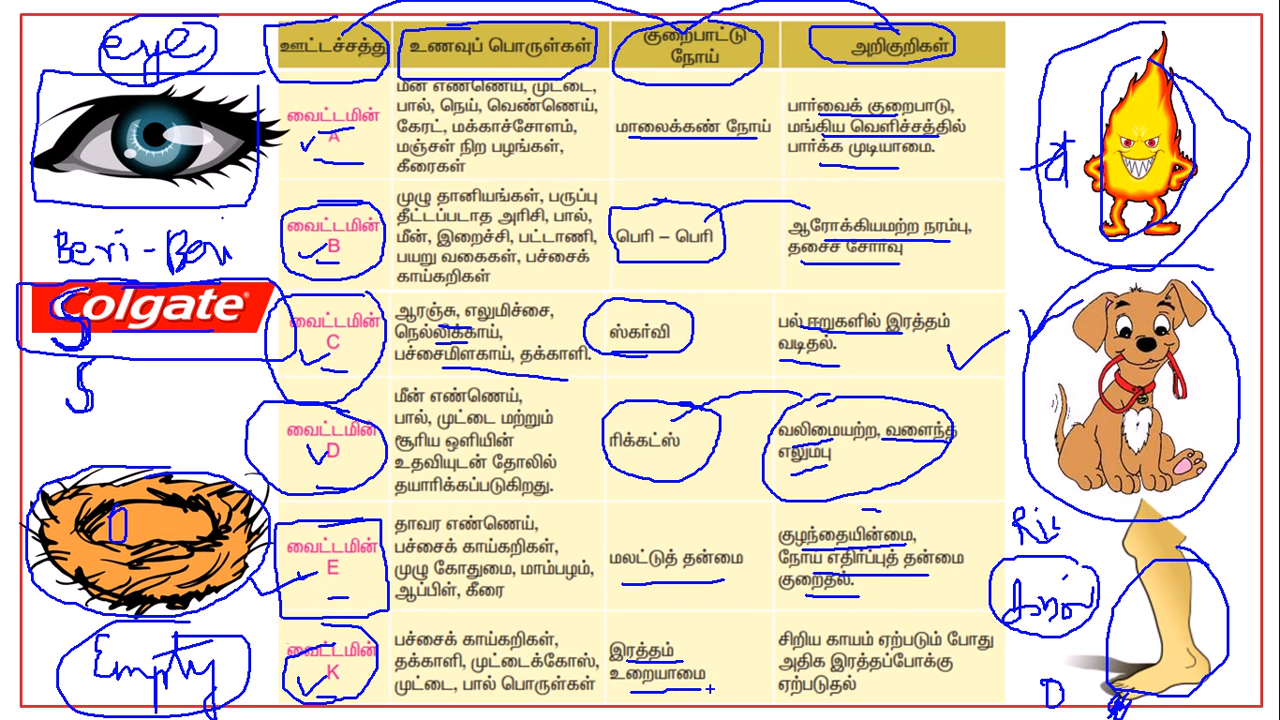 eye
ஊட்டச்சத்து
உணவுப் பொருள்கள்
குறைபாட்டு
நோய்
அறிகுறிகள்
வைட்டமின்
A
மீன் எண்ணெய், முட்டை,
பால், நெய், வெண்ணெய்,
கேரட், மக்காச்சோளம்,
மஞ்சள் நிற பழங்கள்,
கீரைகள்
மாலைக்கண் நோய்
பார்வைக் குறைபாடு,
மங்கிய வெளிச்சத்தில்
பார்க்க முடியாமை.
Beri-Beri
வைட்டமின்
B
முழு தானியங்கள், பருப்பு
தீட்டப்படாத அரிசி, பால்,
மீன், இறைச்சி, பட்டாணி,
பயறு வகைகள், பச்சைக்
காய்கறிகள்
பெரி – பெரி
ஆரோக்கியமற்ற நரம்பு,
தசைச் சோர்வு
Colgate
S
S
வைட்டமின்
C
ஆரஞ்சு, எலுமிச்சை,
நெல்லிக்காய்,
பச்சைமிளகாய், தக்காளி.
ஸ்கர்வி
பல் ஈறுகளில் இரத்தம்
வடிதல்.
வைட்டமின்
D
மீன் எண்ணெய்,
பால், முட்டை மற்றும்
சூரிய ஒளியின்
உதவியுடன் தோலில்
தயாரிக்கப்படுகிறது.
ரிக்கட்ஸ்
வலிமையற்ற, வளைந்த
எலும்பு
வைட்டமின்
E
தாவர எண்ணெய்,
பச்சைக் காய்கறிகள்,
முழு கோதுமை, மாம்பழம்,
ஆப்பிள், கீரை
மலட்டுத் தன்மை
குழந்தையின்மை,
நோய் எதிர்ப்புத் தன்மை
குறைதல்.
Empty
வைட்டமின்
K
பச்சைக் காய்கறிகள்,
தக்காளி, முட்டைக்கோஸ்,
முட்டை, பால் பொருள்கள்
இரத்தம்
உறையாமை
சிறிய காயம் ஏற்படும் போது
அதிக இரத்தப்போக்கு
ஏற்படுதல்
D